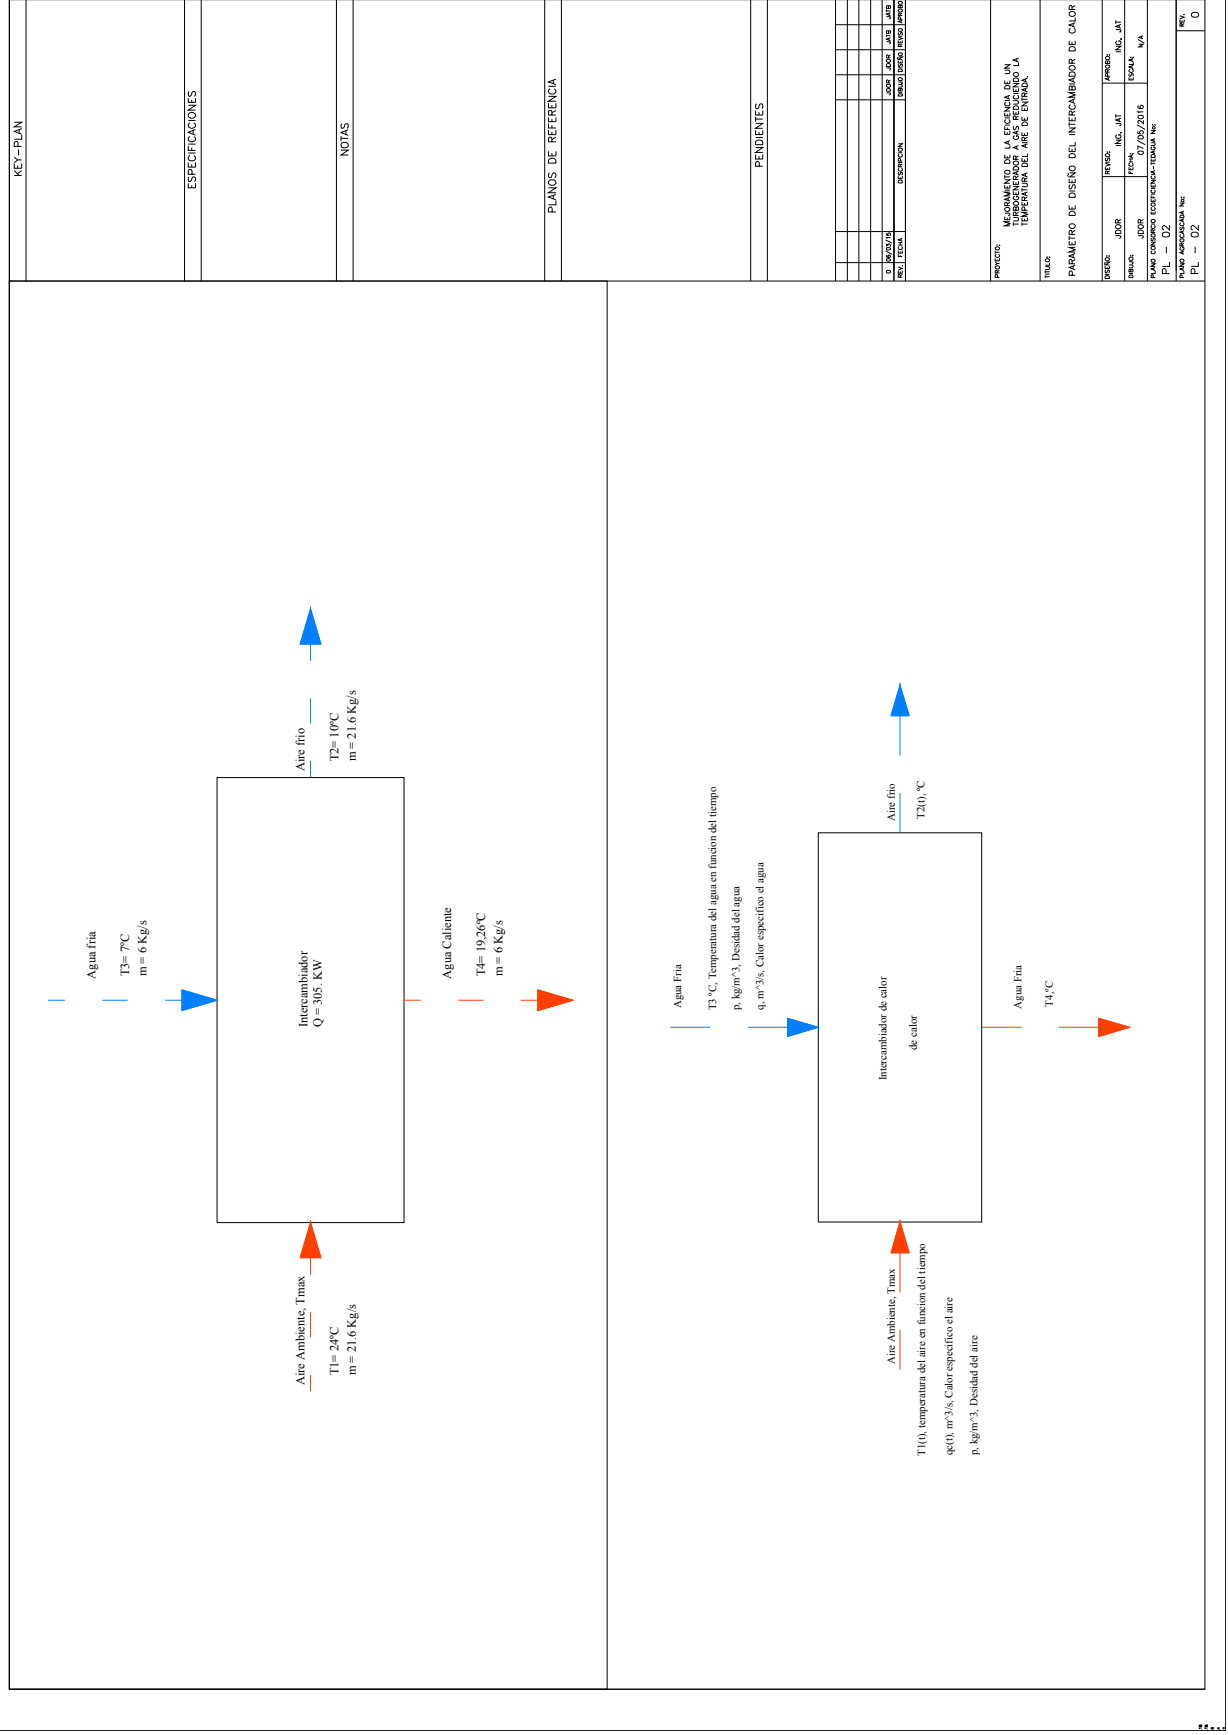 KEY-PLAN
ESPECIFICACIONES
NOTAS
PLANOS DE REFERENCIA
PENDIENTES
0 06/03/16 JDOR JDOR JATB JATB
REV. FECHA DESCRIPCION DIBUJO DISEÑO REVISO APROBO
PROYECTO:
MEJORAMIENTO DE LA EFICIENCIA DE UN
TURBOGENERADOR A GAS REDUCIENDO LA
TEMPERATURA DEL AIRE DE ENTRADA.
TITULO:
PARAMETRO DE DISEÑO DEL INTERCAMBIADOR DE CALOR
DISEÑO: JDOR
REVISO: ING. JAT
APROBO: ING. JAT
DIBUJO: JDOR
FECHA: 07/05/2016
ESCALA: N/A
PLANO CONSORCIO ECOEFICIENCIA-TEDAGUA No:
PL - 02
PLANO AGROCASCADA No:
PL - 02
REV. 0
Agua fria
T3= 7ºC
m = 6 Kg/s
Intercambiador
Q = 305. KW
Aire frio
T2= 10ºC
m = 21.6 Kg/s
Agua Caliente
T4= 19,26ºC
m = 6 Kg/s
Aire Ambiente, Tmax
T1= 24ºC
m = 21.6 Kg/s
Agua Fria
T3 ºC, Temperatura del agua en funcion del tiempo
p, kg/m^3, Desidad del agua
q, m^3/s, Calor especifico el agua
Intercambiador de calor
de calor
Aire frio
T2(t), ºC
Agua Fria
T4,ºC
Aire Ambiente, Tmax
T1(t), temperatura del aire en funcion del tiempo
qc(t), m^3/s, Calor especifico el aire
p, kg/m^3, Desidad del aire